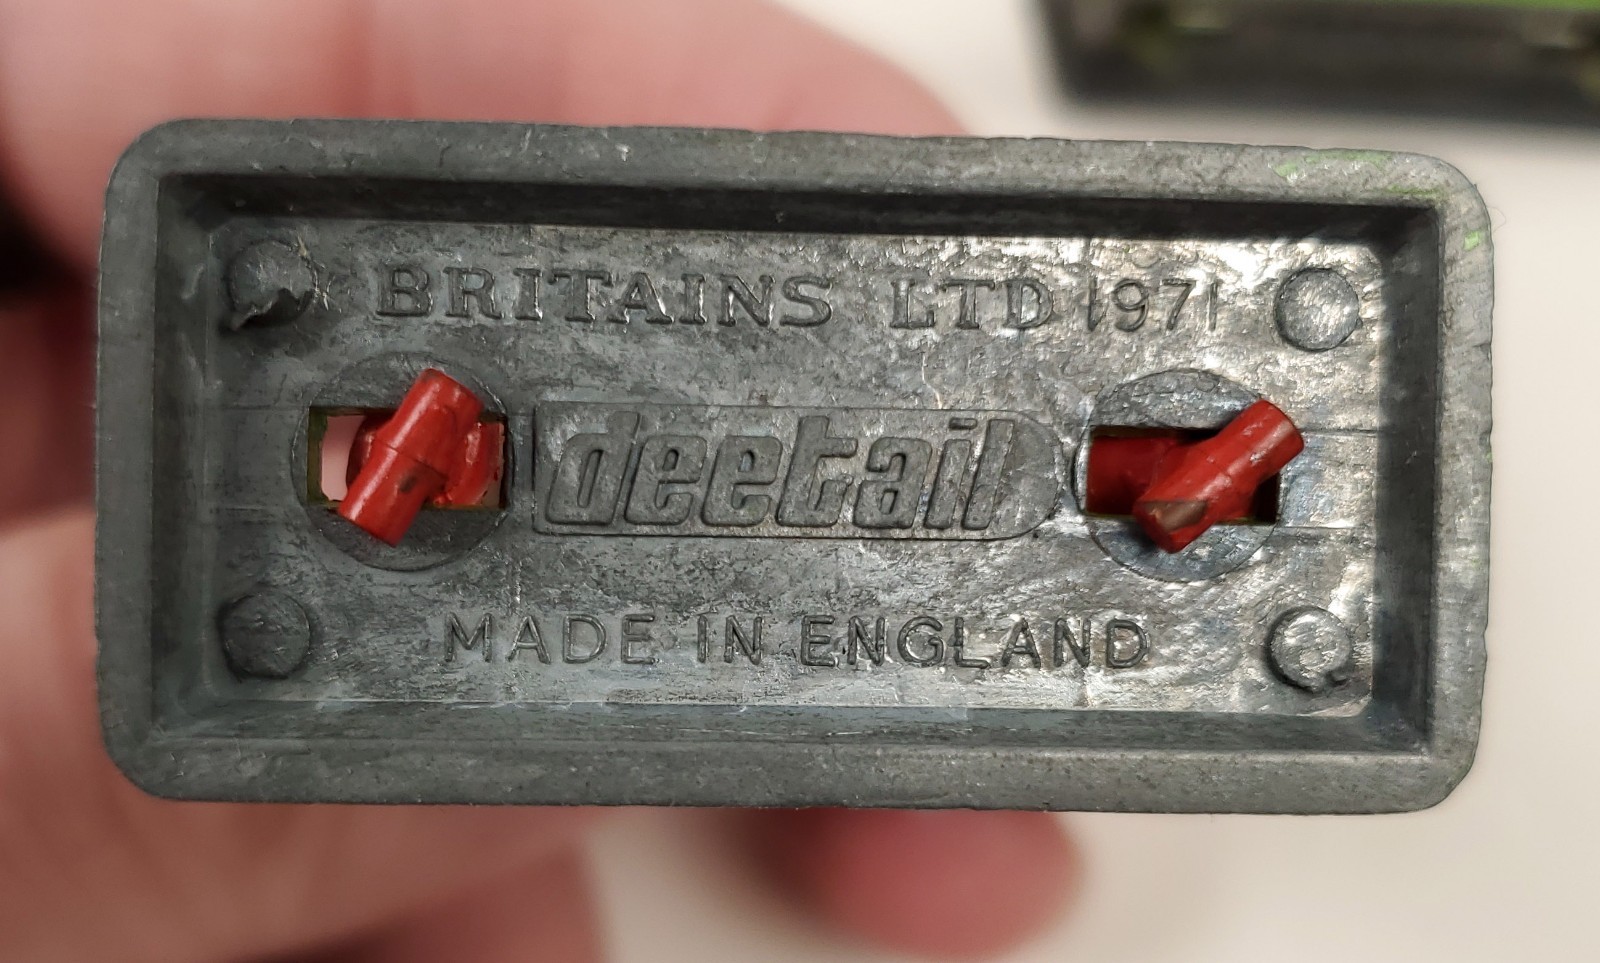 BRITAINS LTD 1971
deetail
MADE IN ENGLAND